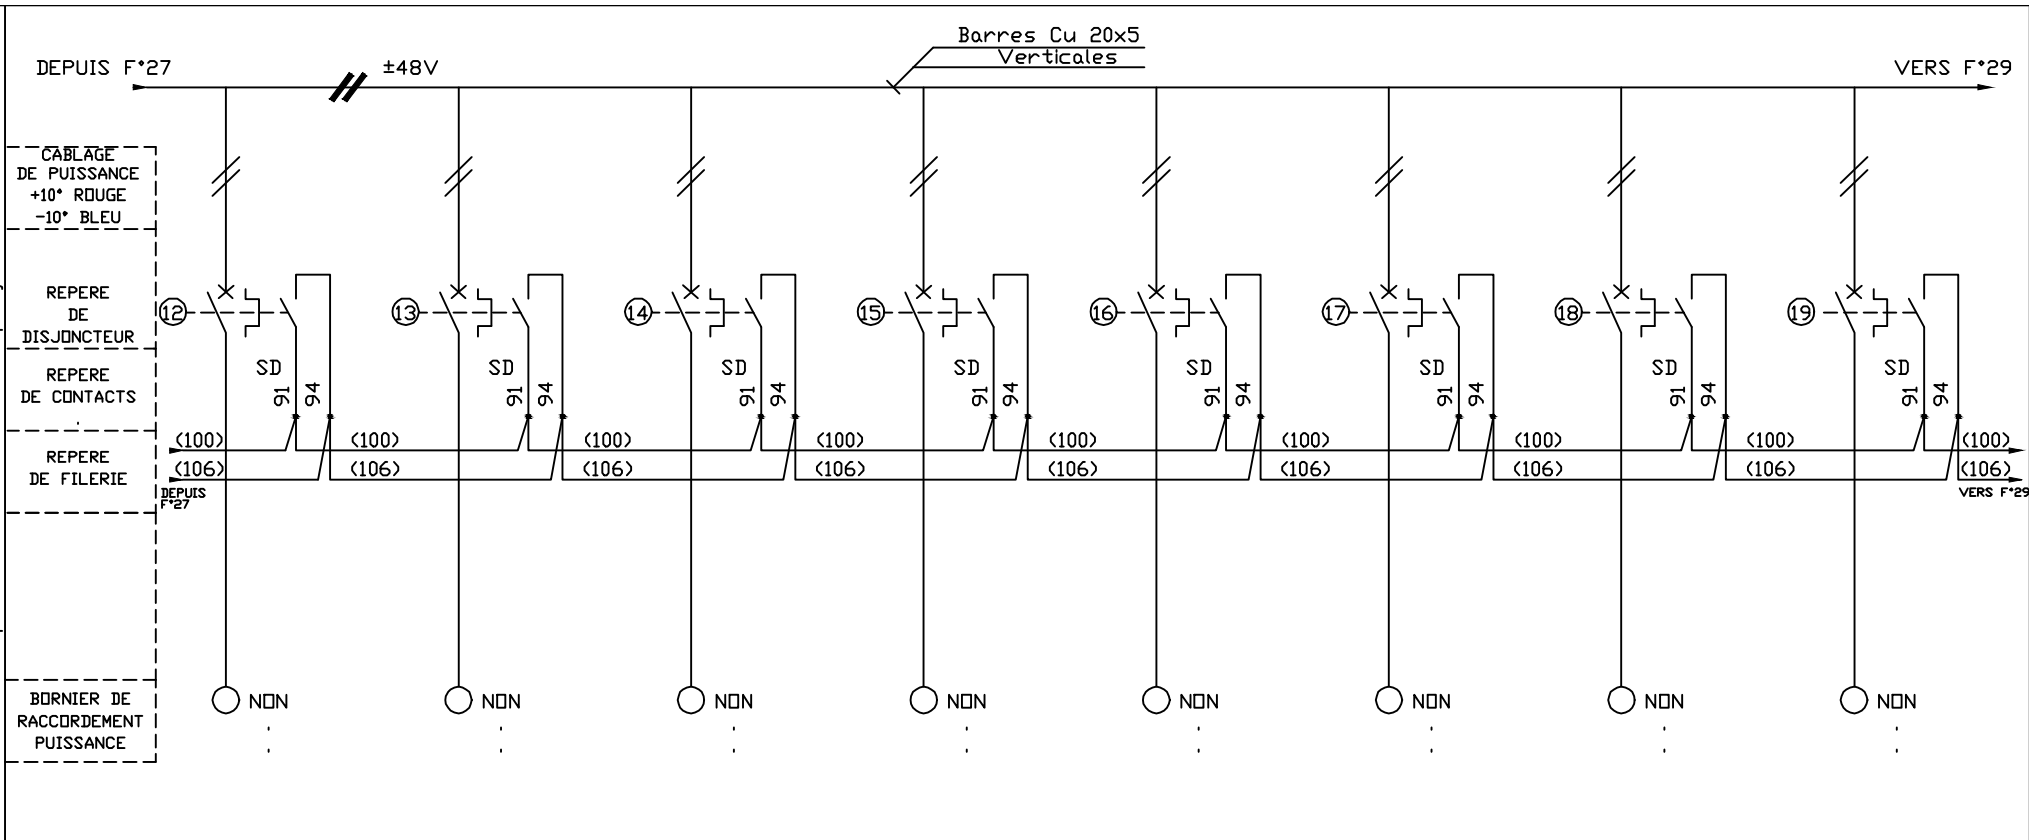 Barres Cu 20x5
Verticales
DEPUIS F°27
±48V
VERS F°29
CABLAGE
DE PUISSANCE
+10° ROUGE
-10° BLEU
REPERE
DE
DISJONCTEUR
12
13
14
15
16
17
18
19
REPERE
DE CONTACTS
SD 91 94
SD 91 94
SD 91 94
SD 91 94
SD 91 94
SD 91 94
SD 91 94
SD 91 94
REPERE
DE FILERIE
(100) (100) (100) (100) (100) (100) (100) (100) (100)
(106) (106) (106) (106) (106) (106) (106) (106) (106)
DEPUIS
F°27
VERS F°29
BORNIER DE
RACCORDEMENT
PUISSANCE
NON
NON
NON
NON
NON
NON
NON
NON